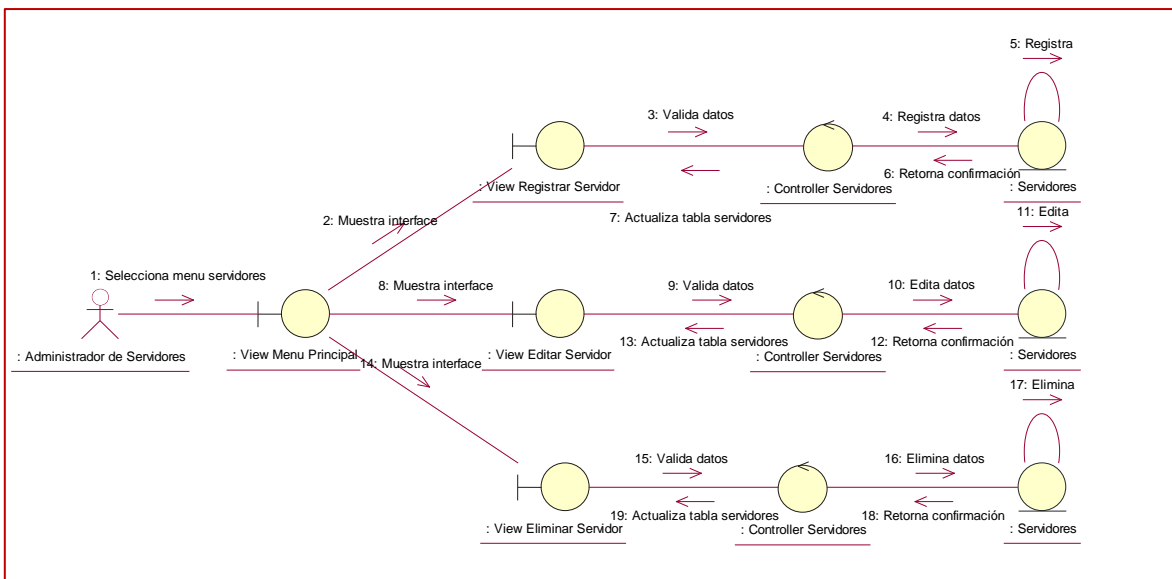 5: Registra
3: Valida datos
4: Registra datos
6: Retorna confirmación
: View Registrar Servidor
: Controller Servidores
: Servidores
7: Actualiza tabla servidores
2: Muestra interface
11: Edita
1: Selecciona menu servidores
8: Muestra interface
9: Valida datos
10: Edita datos
13: Actualiza tabla servidores
12: Retorna confirmación
: Administrador de Servidores
: View Menu Principal
: View Editar Servidor
: Controller Servidores
: Servidores
14: Muestra interface
17: Elimina
15: Valida datos
16: Elimina datos
19: Actualiza tabla servidores
18: Retorna confirmación
: View Eliminar Servidor
: Controller Servidores
: Servidores